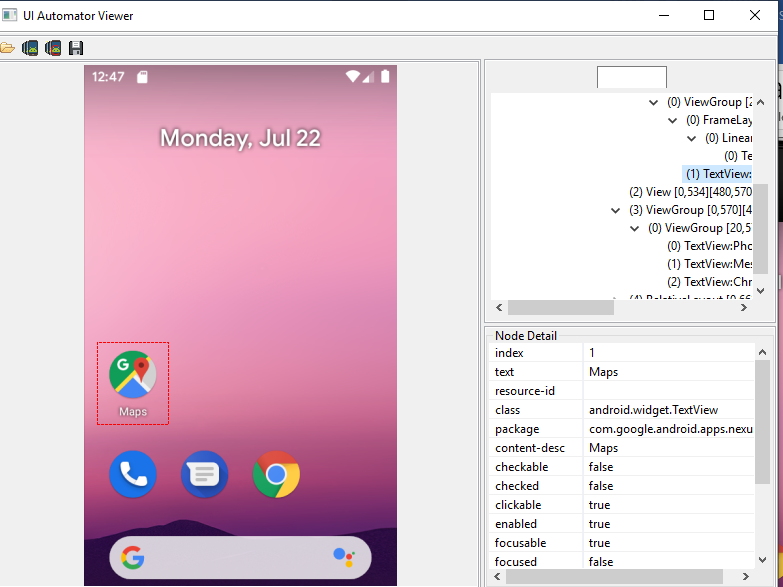 UI Automator Viewer
12:47
Monday, Jul 22
Maps
(0) ViewGroup [2
(0) FrameLay
(0) Linear
(0) Te
(1) TextView:
(2) View [0,534][480,570
(3) ViewGroup [0,570][4
(0) ViewGroup [20,5
(0) TextView:Pho
(1) TextView:Mes
(2) TextView:Chr
(4) RelativeLayout [0,66
Node Detail
index 1
text Maps
resource-id
class android.widget.TextView
package com.google.android.apps.nexu
content-desc Maps
checkable false
checked false
clickable true
enabled true
focusable true
focused false